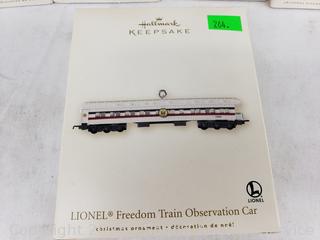 Hallmark
KEEPSAKE
264.
LIONEL
LIONEL® Freedom Train Observation Car
christmas ornament • décoration de noël